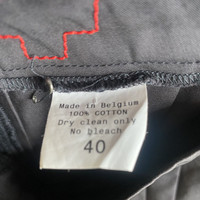 Made in Belgium
100% COTTON
Dry clean only
No bleach
40